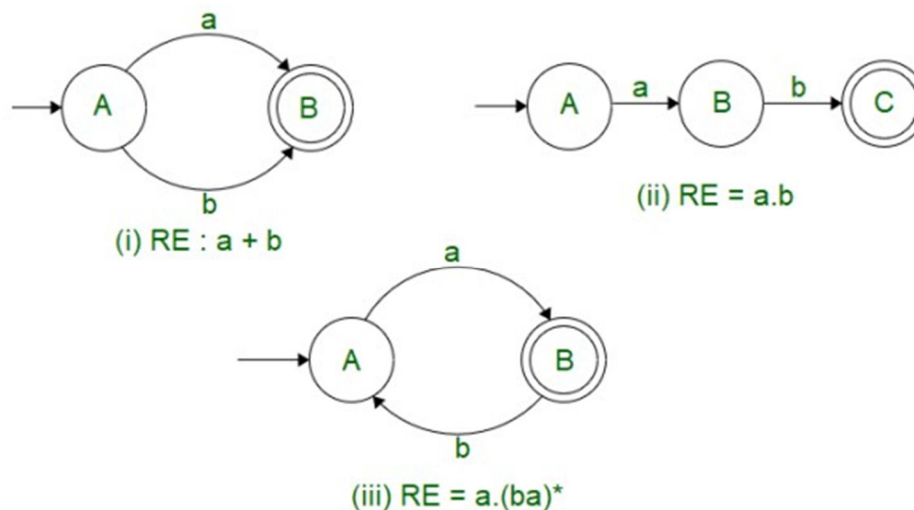 a
A
B
b
(i) RE : a + b
A
a
B
b
C
(ii) RE = a.b
a
A
B
b
(iii) RE = a.(ba)*